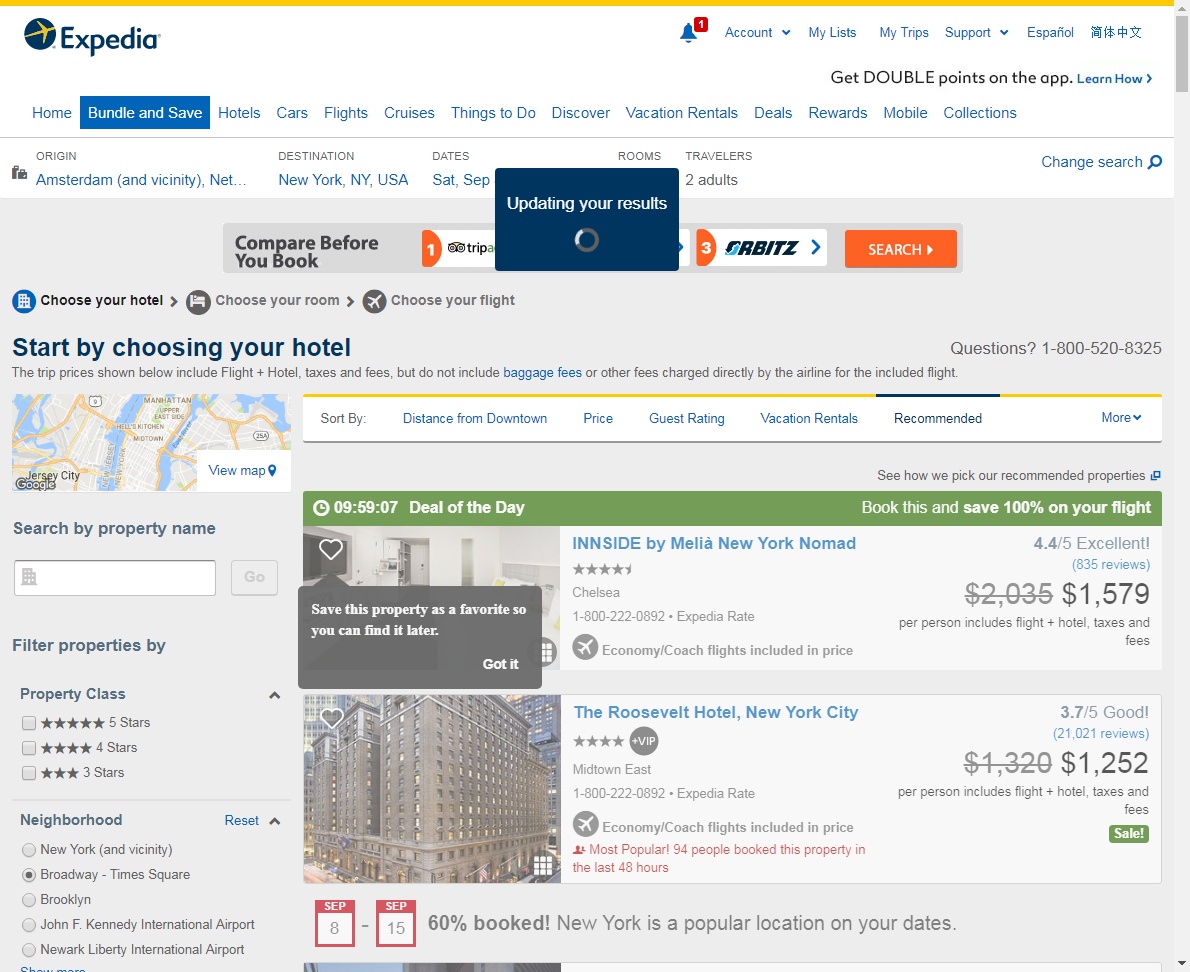 Expedia
1
Account
My Lists
My Trips
Support
Español
简体中文
Get DOUBLE points on the app. Learn How
Home
Bundle and Save
Hotels
Cars
Flights
Cruises
Things to Do
Discover
Vacation Rentals
Deals
Rewards
Mobile
Collections
ORIGIN
DESTINATION
DATES
ROOMS
TRAVELERS
Amsterdam (and vicinity), Net...
New York, NY, USA
Sat, Sep
2 adults
Change search
Updating your results
Compare Before
You Book
1
3
ORBITZ
SEARCH
Choose your hotel
Choose your room
Choose your flight
Start by choosing your hotel
Questions? 1-800-520-8325
The trip prices shown below include Flight + Hotel, taxes and fees, but do not include baggage fees or other fees charged directly by the airline for the included flight.
MANHATTAN
UPPER
EAST SIDE
HELL'S KITCHEN
MIDTOWN
East River
NEW JERSEY
NEW YORK
9
25A
Jersey City
Google
View map
Sort By:
Distance from Downtown
Price
Guest Rating
Vacation Rentals
Recommended
More
See how we pick our recommended properties
Search by property name
Go
Filter properties by
Property Class
5 Stars
4 Stars
3 Stars
Neighborhood
Reset
New York (and vicinity)
Broadway - Times Square
Brooklyn
John F. Kennedy International Airport
Newark Liberty International Airport
Show more
09:59:07 Deal of the Day
Book this and save 100% on your flight
INNSIDE by Melià New York Nomad
4.4/5 Excellent!
(835 reviews)
Chelsea
$2,035 $1,579
1-800-222-0892 • Expedia Rate
per person includes flight + hotel, taxes and
fees
Economy/Coach flights included in price
Save this property as a favorite so
you can find it later.
Got it
The Roosevelt Hotel, New York City
3.7/5 Good!
(21,021 reviews)
+VIP
Midtown East
$1,320 $1,252
1-800-222-0892 • Expedia Rate
per person includes flight + hotel, taxes and
fees
Economy/Coach flights included in price
Sale!
Most Popular! 94 people booked this property in
the last 48 hours
SEP
8
-
SEP
15
60% booked! New York is a popular location on your dates.